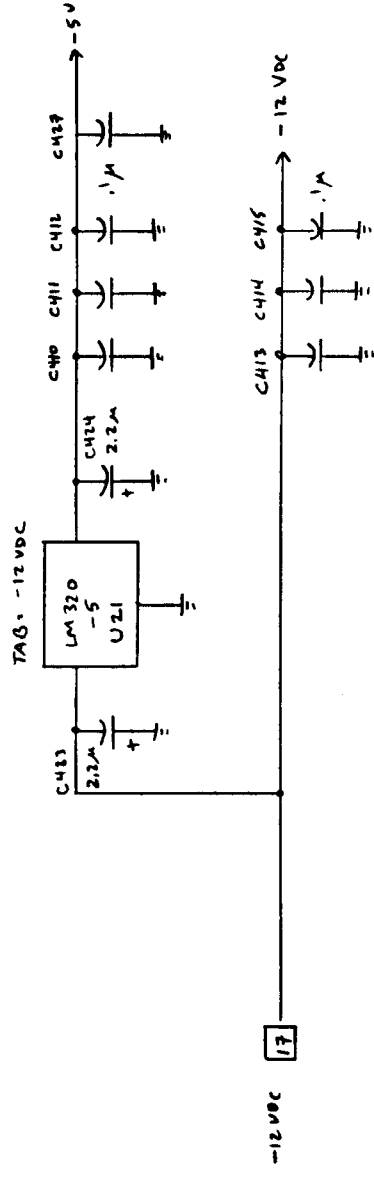 TAB = -12 VDC
C423
2.2µ
+
LM320
-5
U21
C424
2.2µ
+
C410
C411
C412
.1µ
C427
-5V
-12 VDC
17
C413
C414
C415
.1µ
-12 VDC